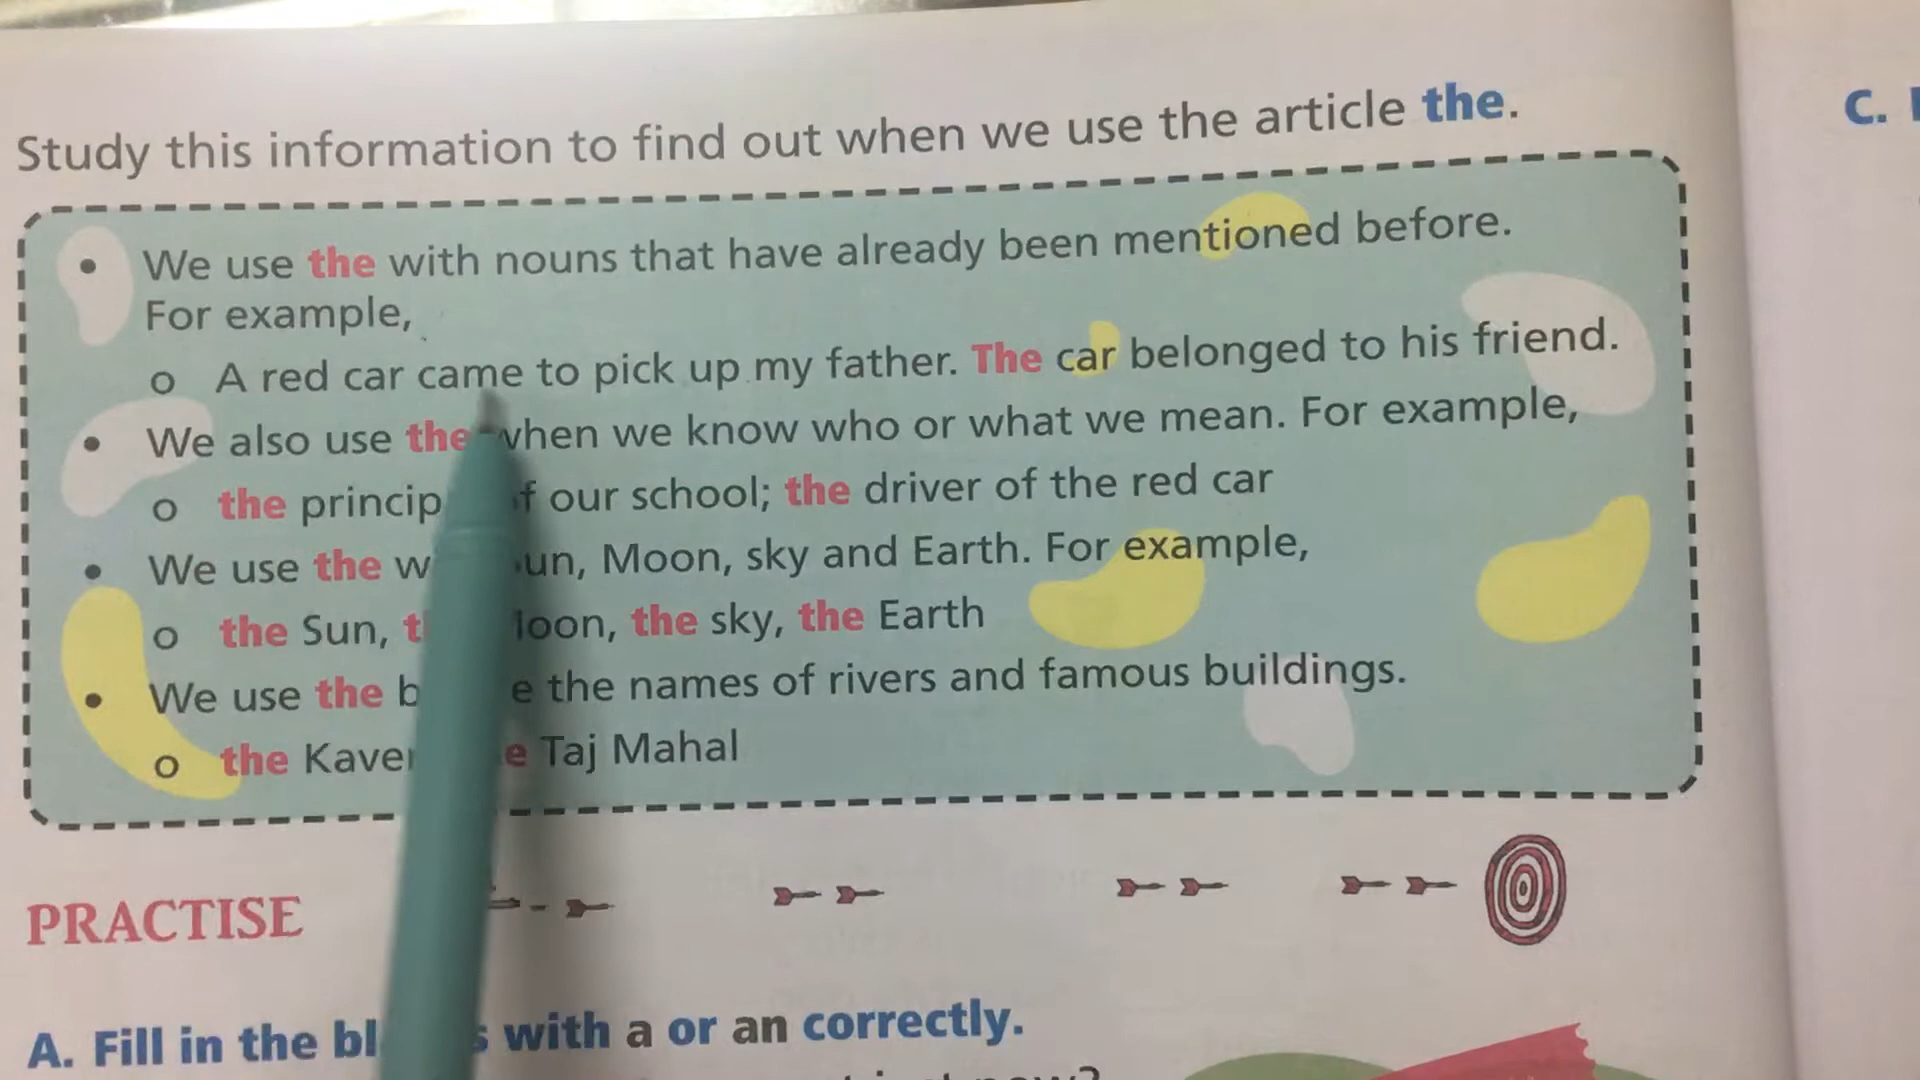 Study this information to find out when we use the article the.
C.
• We use the with nouns that have already been mentioned before.
For example,
o A red car came to pick up my father. The car belonged to his friend.
• We also use the when we know who or what we mean. For example,
o the princip of our school; the driver of the red car
• We use the w un, Moon, sky and Earth. For example,
o the Sun, t oon, the sky, the Earth
• We use the b e the names of rivers and famous buildings.
o the Kaver e Taj Mahal
PRACTISE
A. Fill in the bl s with a or an correctly.